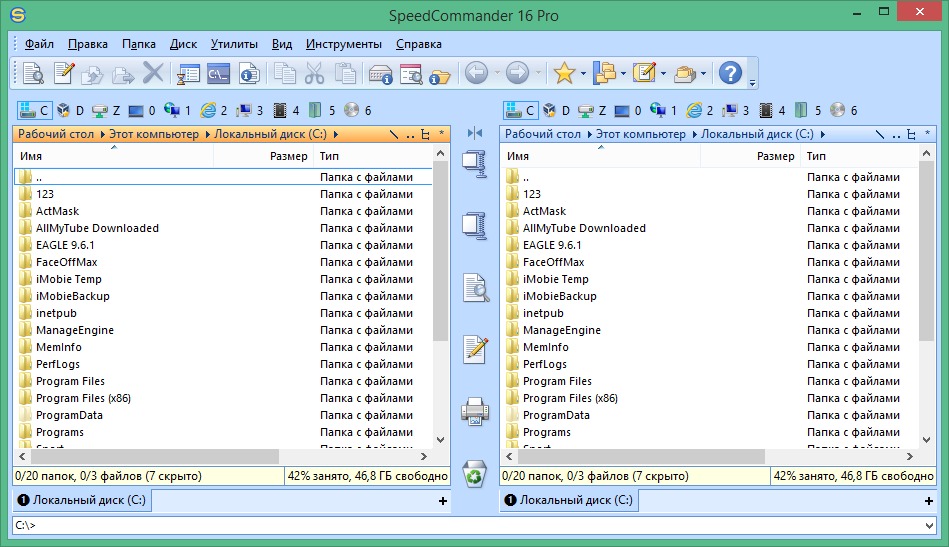 SpeedCommander 16 Pro
Файл Правка Папка Диск Утилиты Вид Инструменты Справка
C D Z 0 1 2 3 4 5 6
C D Z 0 1 2 3 4 5 6
Рабочий стол Этот компьютер Локальный диск (C:) \ .. *
Имя Размер Тип
.. Папка с файлами
123 Папка с файлами
ActMask Папка с файлами
AllMyTube Downloaded Папка с файлами
EAGLE 9.6.1 Папка с файлами
FaceOffMax Папка с файлами
iMobie Temp Папка с файлами
iMobieBackup Папка с файлами
inetpub Папка с файлами
ManageEngine Папка с файлами
MemInfo Папка с файлами
PerfLogs Папка с файлами
Program Files Папка с файлами
Program Files (x86) Папка с файлами
ProgramData Папка с файлами
Programs Папка с файлами
0/20 папок, 0/3 файлов (7 скрыто) 42% занято, 46,8 ГБ свободно
1 Локальный диск (C:) +
Рабочий стол Этот компьютер Локальный диск (C:) \ .. *
Имя Размер Тип
.. Папка с файлами
123 Папка с файлами
ActMask Папка с файлами
AllMyTube Downloaded Папка с файлами
EAGLE 9.6.1 Папка с файлами
FaceOffMax Папка с файлами
iMobie Temp Папка с файлами
iMobieBackup Папка с файлами
inetpub Папка с файлами
ManageEngine Папка с файлами
MemInfo Папка с файлами
PerfLogs Папка с файлами
Program Files Папка с файлами
Program Files (x86) Папка с файлами
ProgramData Папка с файлами
Programs Папка с файлами
0/20 папок, 0/3 файлов (7 скрыто) 42% занято, 46,8 ГБ свободно
1 Локальный диск (C:) +
C:\>